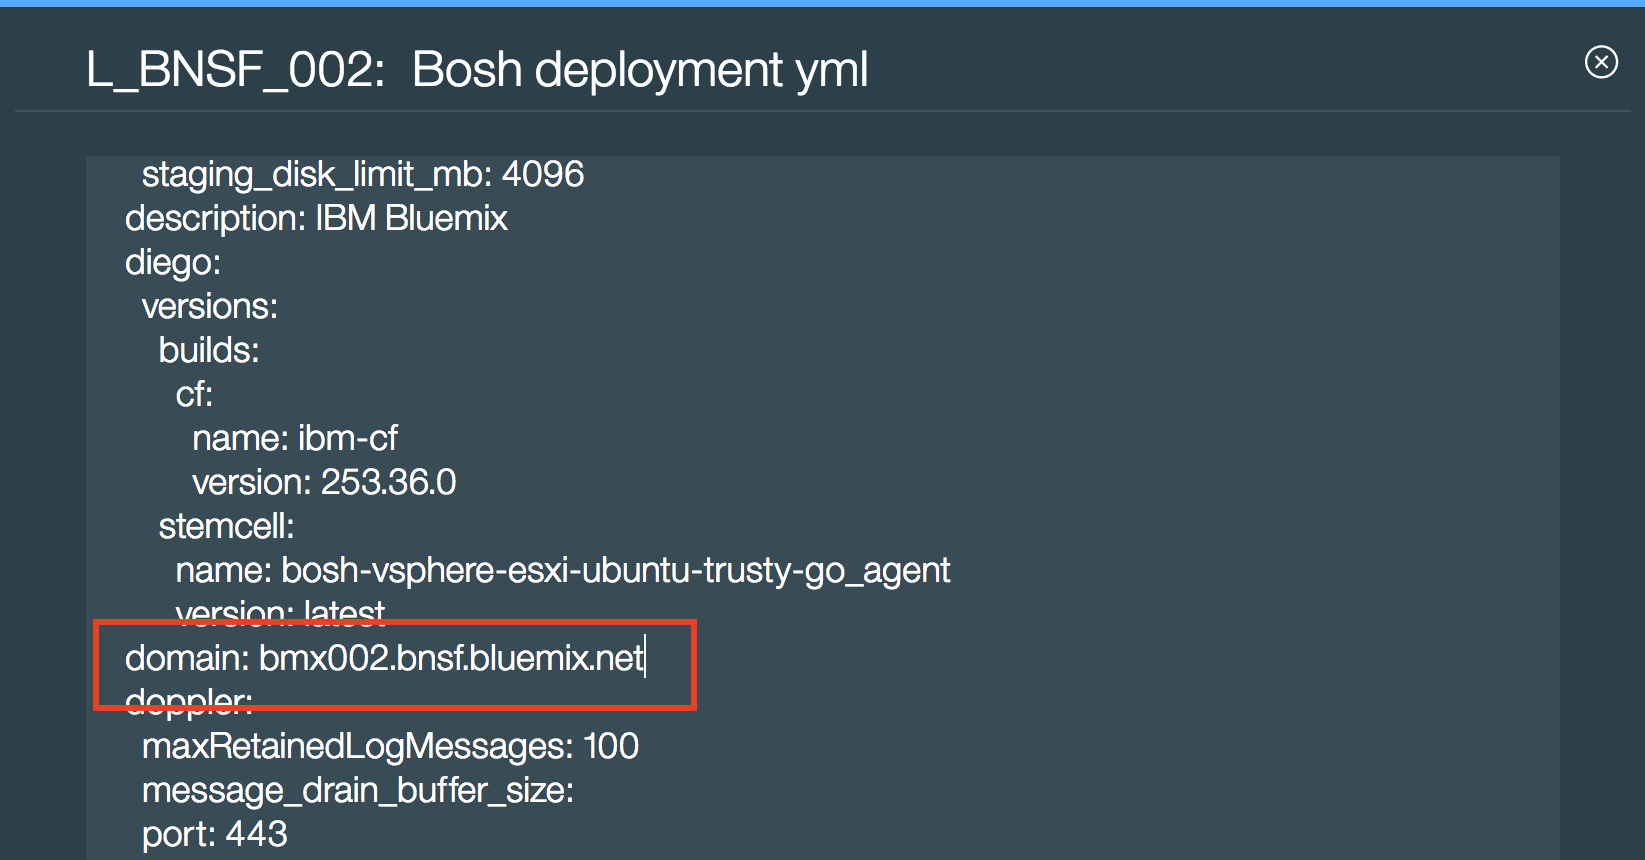 L_BNSF_002:  Bosh deployment yml
staging_disk_limit_mb: 4096
description: IBM Bluemix
diego:
versions:
builds:
cf:
name: ibm-cf
version: 253.36.0
stemcell:
name: bosh-vsphere-esxi-ubuntu-trusty-go_agent
version: latest
domain: bmx002.bnsf.bluemix.net
doppler:
maxRetainedLogMessages: 100
message_drain_buffer_size:
port: 443